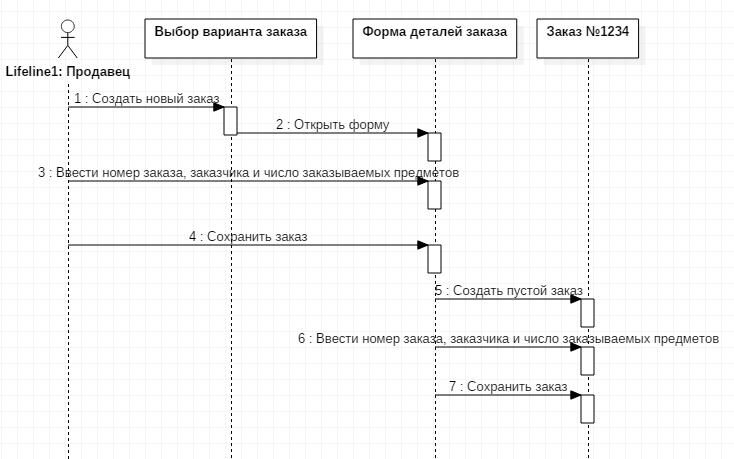 Выбор варианта заказа
Форма деталей заказа
Заказ №1234
Lifeline1: Продавец
1 : Создать новый заказ
2 : Открыть форму
3 : Ввести номер заказа, заказчика и число заказываемых предметов
4 : Сохранить заказ
5 : Создать пустой заказ
6 : Ввести номер заказа, заказчика и число заказываемых предметов
7 : Сохранить заказ